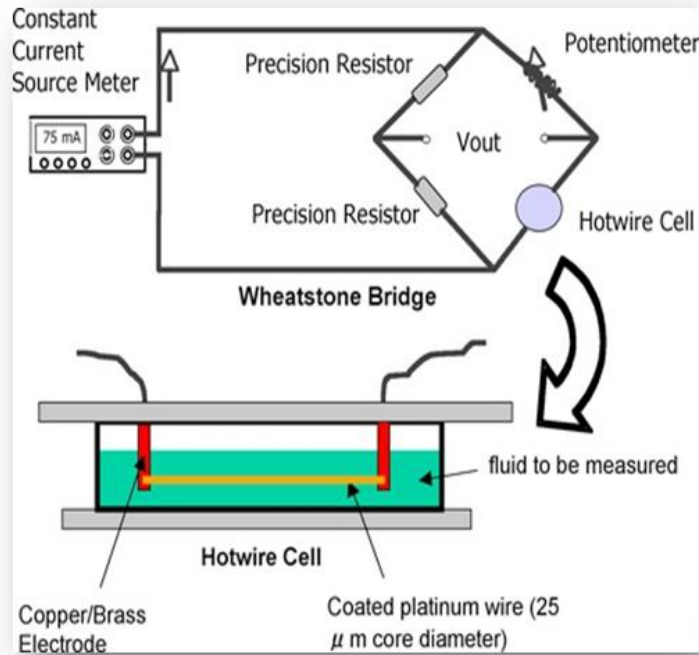 Constant
Current
Source Meter
75 mA
Precision Resistor
Potentiometer
Vout
Precision Resistor
Hotwire Cell
Wheatstone Bridge
fluid to be measured
Hotwire Cell
Copper/Brass
Electrode
Coated platinum wire (25
μ m core diameter)